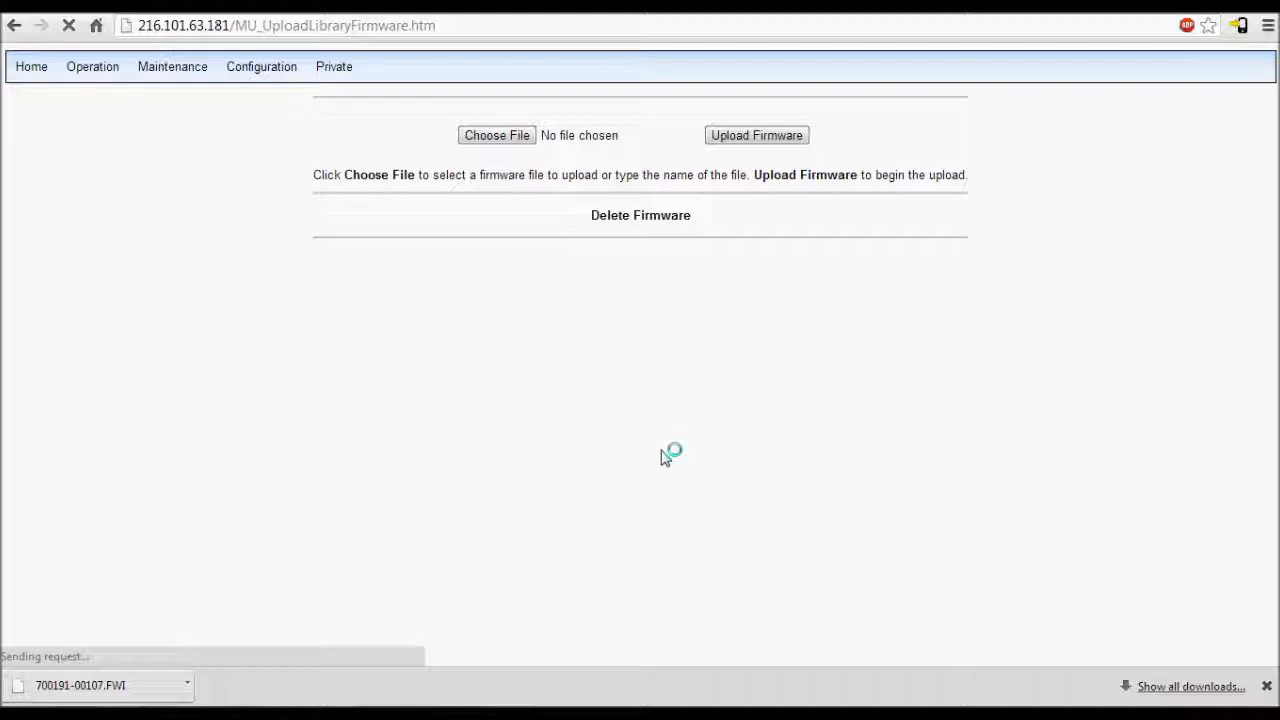 216.101.63.181/MU_UploadLibraryFirmware.htm
ABP
Home Operation Maintenance Configuration Private
Choose File No file chosen Upload Firmware
Click Choose File to select a firmware file to upload or type the name of the file. Upload Firmware to begin the upload.
Delete Firmware
Sending request...
700191-00107.FWI Show all downloads...